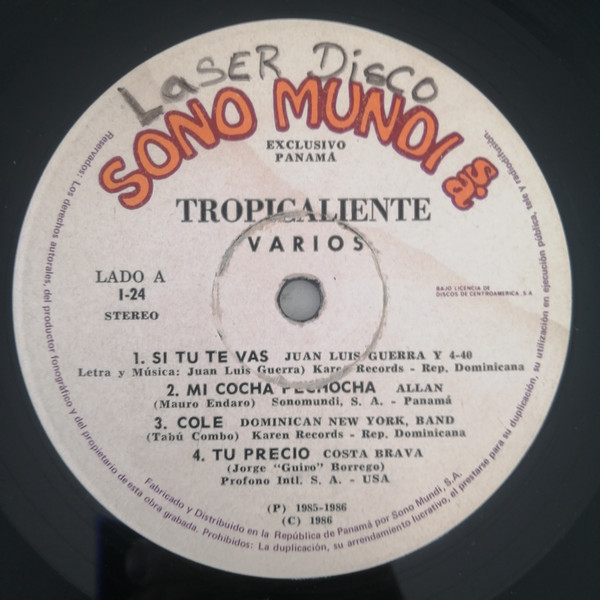 LASER DISCO
SONO MUNDI S.A
EXCLUSIVO
PANAMÁ
TROPICALIENTE
VARIOS
LADO A
I-24
STEREO
BAJO LICENCIA DE
DISCOS DE CENTROAMERICA, S.A
1. SI TU TE VAS JUAN LUIS GUERRA Y 4-40
Letra y Música: Juan Luis Guerra) Karen Records - Rep. Dominicana
2. MI COCHA PECHOCHA ALLAN
(Mauro Endaro) Sonomundi, S. A. - Panamá
3. COLE DOMINICAN NEW YORK, BAND
(Tabú Combo) Karen Records - Rep. Dominicana
4. TU PRECIO COSTA BRAVA
(Jorge "Guiro" Borrego)
Profono Intl. S. A. - USA
(P) 1985-1986
(C) 1986
Reservados: Los derechos autorales, del productor fonográfico y del propietario de esta obra grabada. Prohibidos: La duplicación, su arrendamiento lucrativo, el prestarse para su duplicación, su utilización en ejecución pública, tele y radiodifusión.
Fabricado y Distribuido en la República de Panamá por Sono Mundi, S.A.